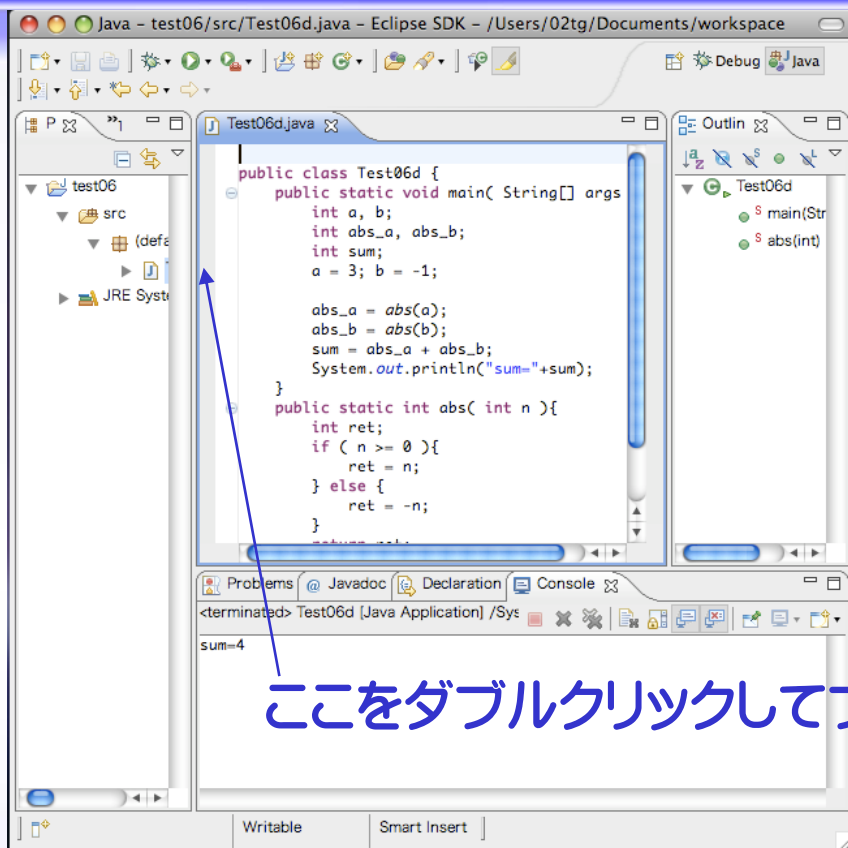 Java – test06/src/Test06d.java – Eclipse SDK – /Users/02tg/Documents/workspace
Debug Java
P »1 Test06d.java Outlin
test06
src
(defa
JRE Syste
public class Test06d {
public static void main( String[] args
int a, b;
int abs_a, abs_b;
int sum;
a = 3; b = -1;
abs_a = abs(a);
abs_b = abs(b);
sum = abs_a + abs_b;
System.out.println("sum="+sum);
}
public static int abs( int n ){
int ret;
if ( n >= 0 ){
ret = n;
} else {
ret = -n;
}
Test06d
main(Str
abs(int)
Problems @ Javadoc Declaration Console
<terminated> Test06d [Java Application] /Sys
sum=4
ここをダブルクリックして
Writable Smart Insert